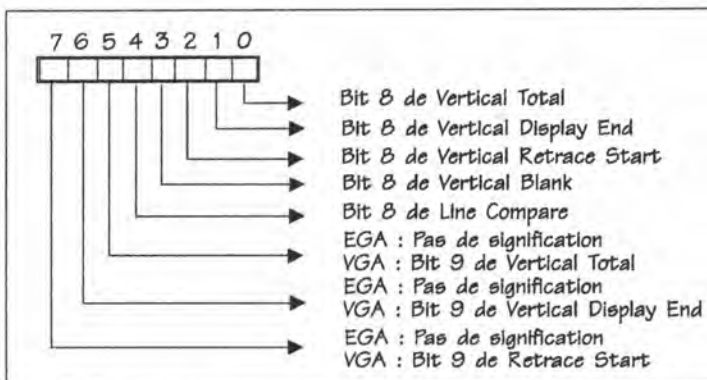 7 6 5 4 3 2 1 0
Bit 8 de Vertical Total
Bit 8 de Vertical Display End
Bit 8 de Vertical Retrace Start
Bit 8 de Vertical Blank
Bit 8 de Line Compare
EGA : Pas de signification
VGA : Bit 9 de Vertical Total
EGA : Pas de signification
VGA : Bit 9 de Vertical Display End
EGA : Pas de signification
VGA : Bit 9 de Retrace Start